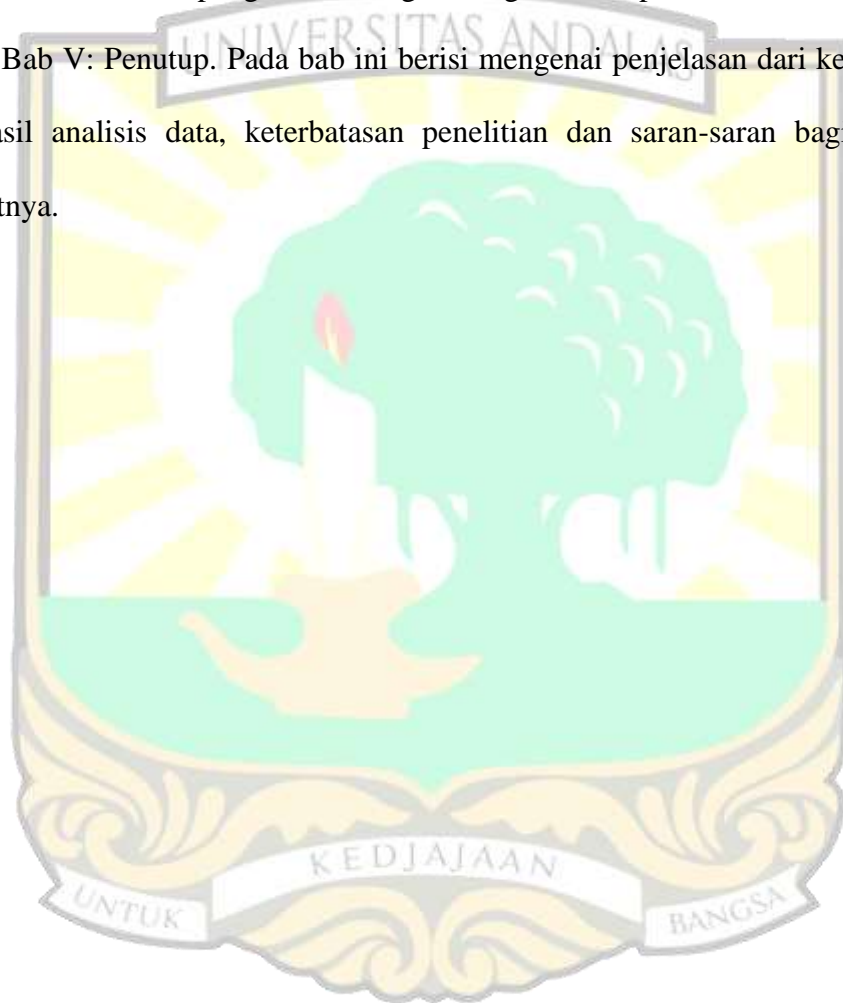 UNIVERSITAS ANDALAS
Bab V: Penutup. Pada bab ini berisi mengenai penjelasan dari ke
asil analisis data, keterbatasan penelitian dan saran-saran bagi
tnya.
UNTUK KEDJAJAAN BANGSA